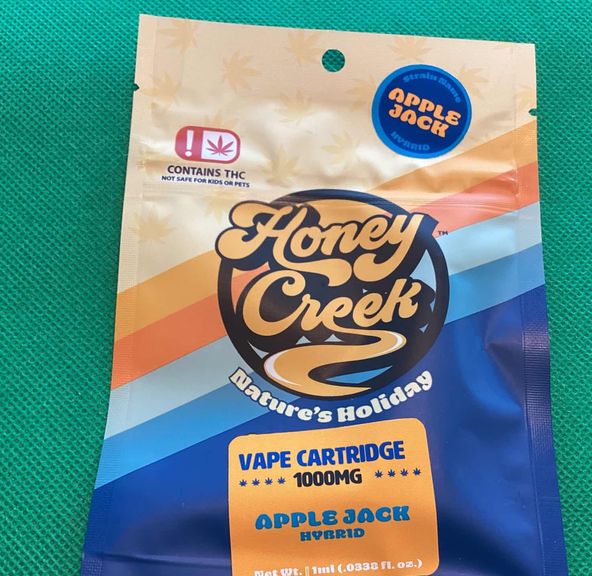 Strain Name
APPLE
JACK
HYBRID
!
CONTAINS THC
NOT SAFE FOR KIDS OR PETS
Honey
Creek
TM
Nature's Holiday
VAPE CARTRIDGE
1000MG
APPLE JACK
HYBRID
Net Wt. | 1ml (.0338 fl. oz.)